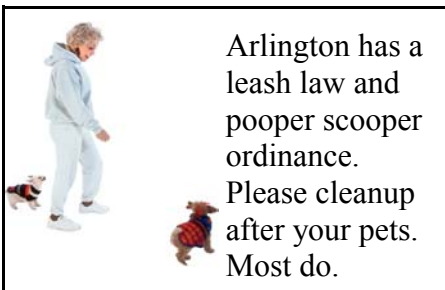 Arlington has a
leash law and
pooper scooper
ordinance.
Please cleanup
after your pets.
Most do.